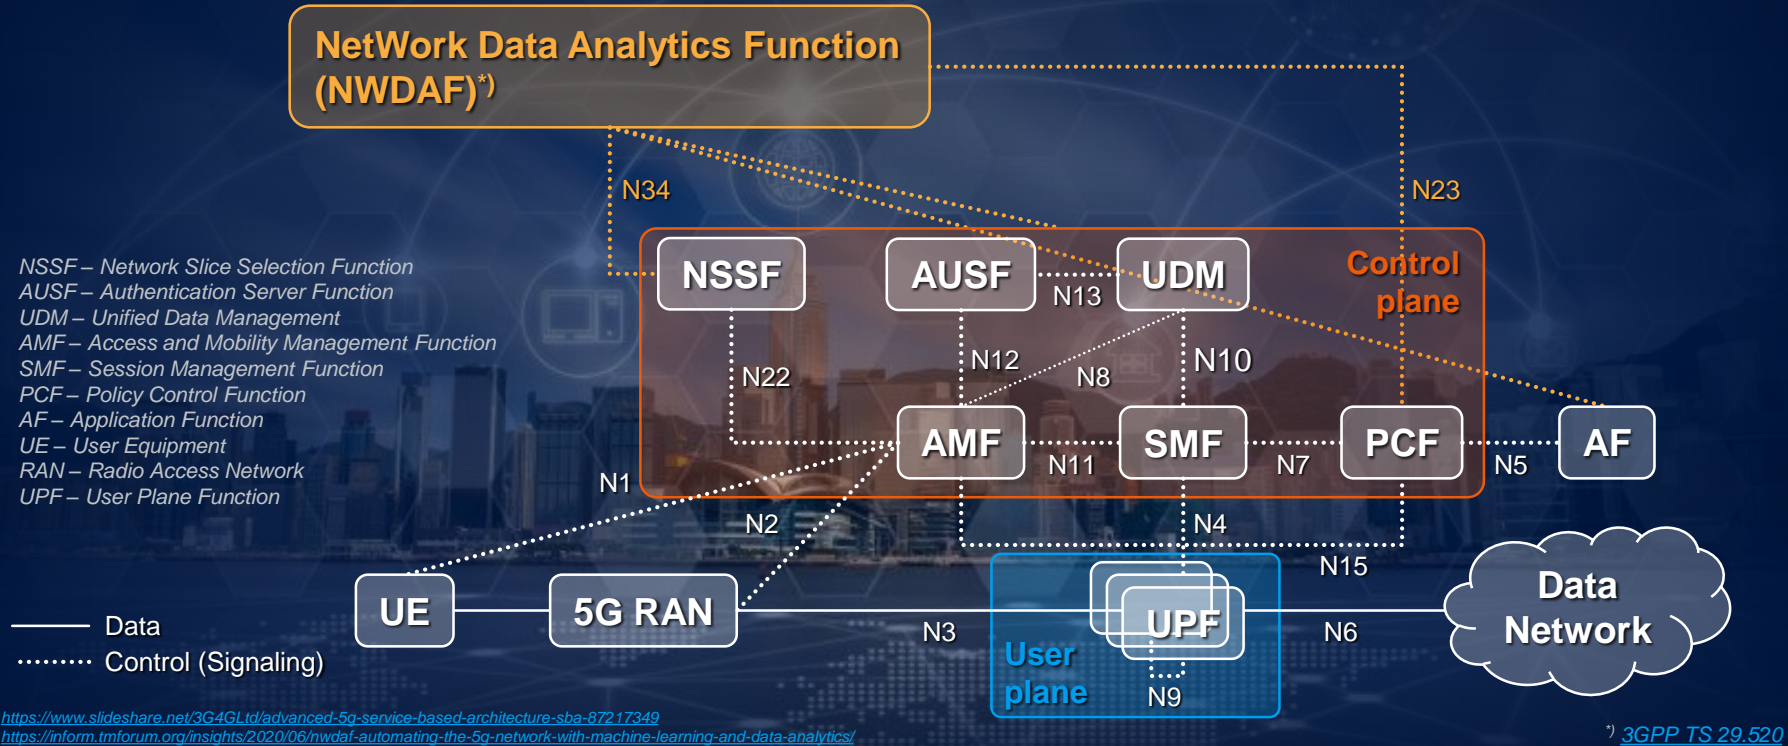 NetWork Data Analytics Function
(NWDAF)*)
N34
N23
NSSF
AUSF
UDM
Control
plane
N13
NSSF – Network Slice Selection Function
AUSF – Authentication Server Function
UDM – Unified Data Management
AMF – Access and Mobility Management Function
SMF – Session Management Function
PCF – Policy Control Function
AF – Application Function
UE – User Equipment
RAN – Radio Access Network
UPF – User Plane Function
N22
N12
N8
N10
AMF
SMF
PCF
AF
N11
N7
N5
N1
N2
N4
N15
UE
5G RAN
UPF
Data
Network
N3
N6
User
plane
N9
Data
Control (Signaling)
https://www.slideshare.net/3G4GLtd/advanced-5g-service-based-architecture-sba-87217349
https://inform.tmforum.org/insights/2020/06/nwdaf-automating-the-5g-network-with-machine-learning-and-data-analytics/
*) 3GPP TS 29.520